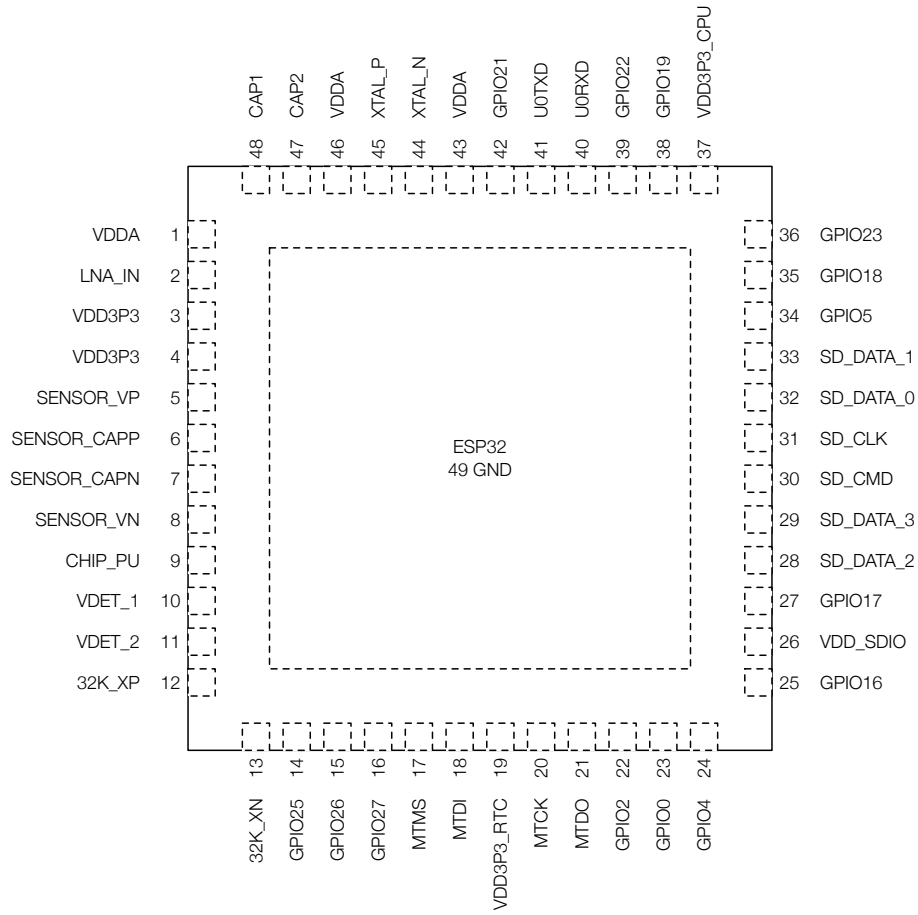 CAP1
CAP2
VDDA
XTAL_P
XTAL_N
VDDA
GPIO21
U0TXD
U0RXD
GPIO22
GPIO19
VDD3P3_CPU
48
47
46
45
44
43
42
41
40
39
38
37
VDDA 1
LNA_IN 2
VDD3P3 3
VDD3P3 4
SENSOR_VP 5
SENSOR_CAPP 6
SENSOR_CAPN 7
SENSOR_VN 8
CHIP_PU 9
VDET_1 10
VDET_2 11
32K_XP 12
ESP32
49 GND
36 GPIO23
35 GPIO18
34 GPIO5
33 SD_DATA_1
32 SD_DATA_0
31 SD_CLK
30 SD_CMD
29 SD_DATA_3
28 SD_DATA_2
27 GPIO17
26 VDD_SDIO
25 GPIO16
13
14
15
16
17
18
19
20
21
22
23
24
32K_XN
GPIO25
GPIO26
GPIO27
MTMS
MTDI
VDD3P3_RTC
MTCK
MTDO
GPIO2
GPIO0
GPIO4